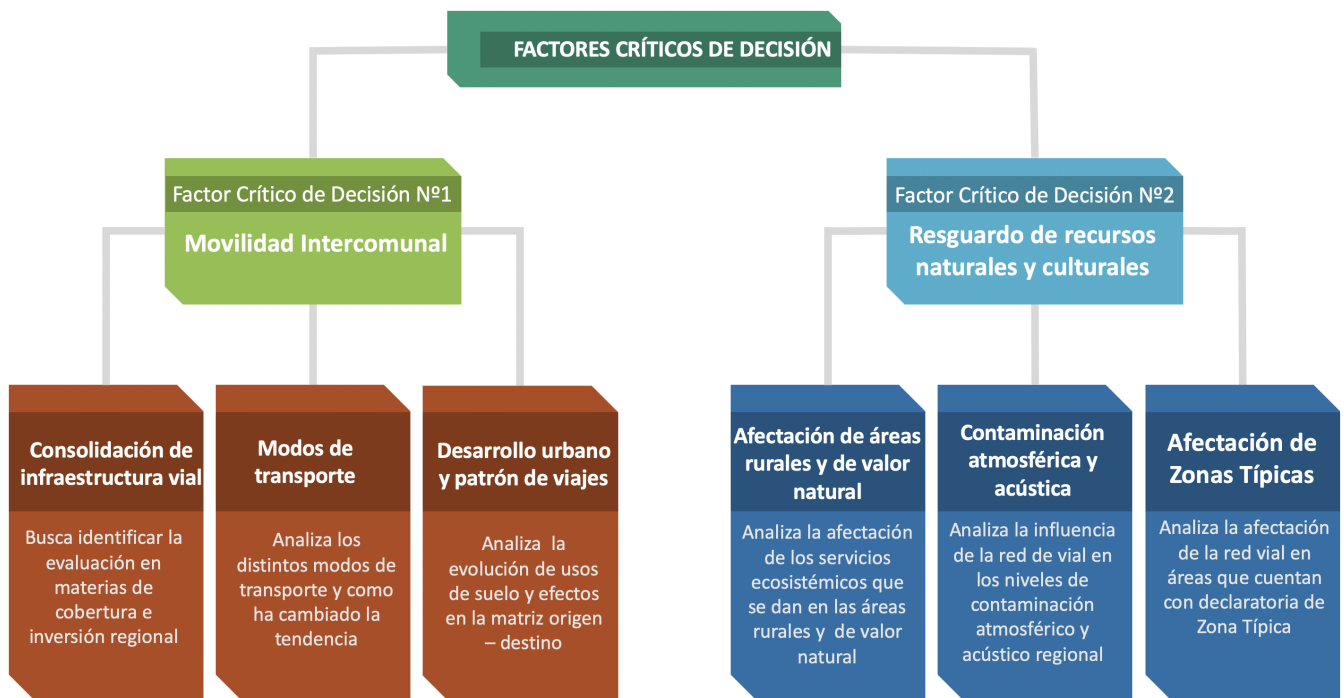 FACTORES CRÍTICOS DE DECISIÓN
Factor Crítico de Decisión Nº1
Movilidad Intercomunal
Factor Crítico de Decisión Nº2
Resguardo de recursos
naturales y culturales
Consolidación de
infraestructura vial
Busca identificar la
evaluación en
materias de
cobertura e
inversión regional
Modos de
transporte
Analiza los
distintos modos de
transporte y como
ha cambiado la
tendencia
Desarrollo urbano
y patrón de viajes
Analiza la
evolución de usos
de suelo y efectos
en la matriz origen
– destino
Afectación de áreas
rurales y de valor
natural
Analiza la afectación
de los servicios
ecosistémicos que
se dan en las áreas
rurales y de valor
natural
Contaminación
atmosférica y
acústica
Analiza la influencia
de la red de vial en
los niveles de
contaminación
atmosférico y
acústico regional
Afectación de
Zonas Típicas
Analiza la afectación
de la red vial en
áreas que cuentan
con declaratoria de
Zona Típica